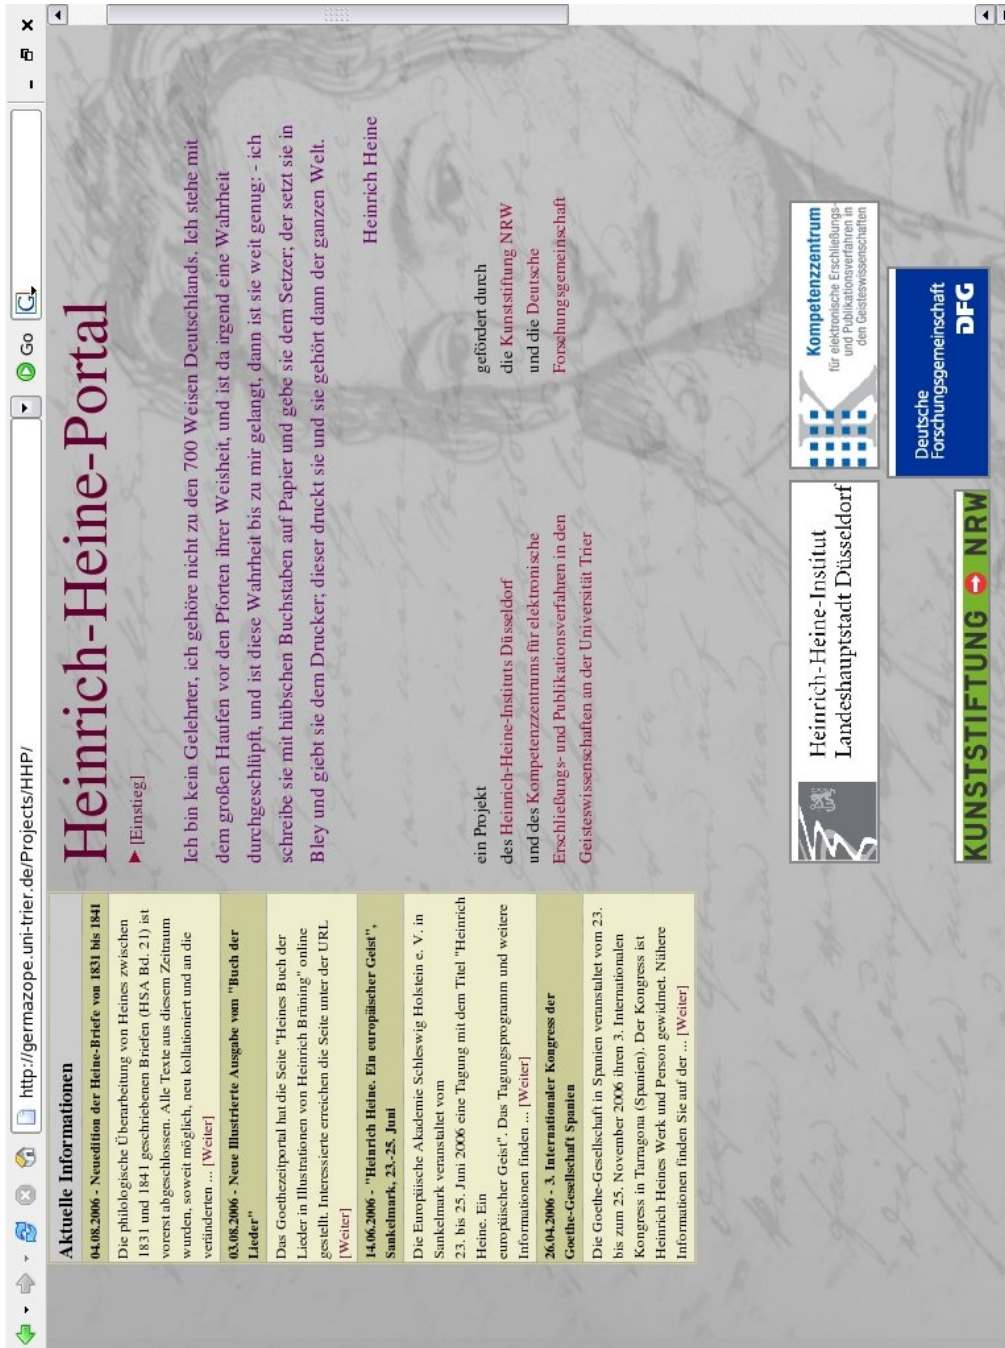 http://germazope.uni-trier.de/Projects/HHP/
Go
Aktuelle Informationen
04.08.2006 - Neuedition der Heine-Briefe von 1831 bis 1841
Die philologische Überarbeitung von Heines zwischen
1831 und 1841 geschriebenen Briefen (HSA Bd. 21) ist
vorerst abgeschlossen. Alle Texte aus diesem Zeitraum
wurden, soweit möglich, neu kollationiert und an die
veränderten ... [Weiter]
03.08.2006 - Neue Illustrierte Ausgabe vom "Buch der
Lieder"
Das Goethezeitportal hat die Seite "Heines Buch der
Lieder in Illustrationen von Heinrich Brüning" online
gestellt. Interessierte erreichen die Seite unter der URL
[Weiter]
14.06.2006 - "Heinrich Heine. Ein europäischer Geist",
Sankelmark, 23.-25. Juni
Die Europäische Akademie Schleswig Holstein e. V. in
Sankelmark veranstaltet vom
23. bis 25. Juni 2006 eine Tagung mit dem Titel "Heinrich
Heine. Ein
europäischer Geist". Das Tagungsprogramm und weitere
Informationen finden ... [Weiter]
26.04.2006 - 3. Internationaler Kongress der
Goethe-Gesellschaft Spanien
Die Goethe-Gesellschaft in Spanien veranstaltet vom 23.
bis zum 25. November 2006 ihren 3. Internationalen
Kongress in Tarragona (Spanien). Der Kongress ist
Heinrich Heines Werk und Person gewidmet. Nähere
Informationen finden Sie auf der ... [Weiter]
Heinrich-Heine-Portal
[Einstieg]
Ich bin kein Gelehrter, ich gehöre nicht zu den 700 Weisen Deutschlands. Ich stehe mit
dem großen Haufen vor den Pforten ihrer Weisheit, und ist da irgend eine Wahrheit
durchgeschlüpft, und ist diese Wahrheit bis zu mir gelangt, dann ist sie weit genug: - ich
schreibe sie mit hübschen Buchstaben auf Papier und gebe sie dem Setzer; der setzt sie in
Bley und giebt sie dem Drucker; dieser druckt sie und sie gehört dann der ganzen Welt.
Heinrich Heine
ein Projekt
des Heinrich-Heine-Instituts Düsseldorf
und des Kompetenzzentrums für elektronische
Erschließungs- und Publikationsverfahren in den
Geisteswissenschaften an der Universität Trier
gefördert durch
die Kunststiftung NRW
und die Deutsche
Forschungsgemeinschaft
Heinrich-Heine-Institut
Landeshauptstadt Düsseldorf
Kompetenzzentrum
für elektronische Erschließungs-
und Publikationsverfahren in
den Geisteswissenschaften
KUNSTSTIFTUNG NRW
Deutsche
Forschungsgemeinschaft
DFG